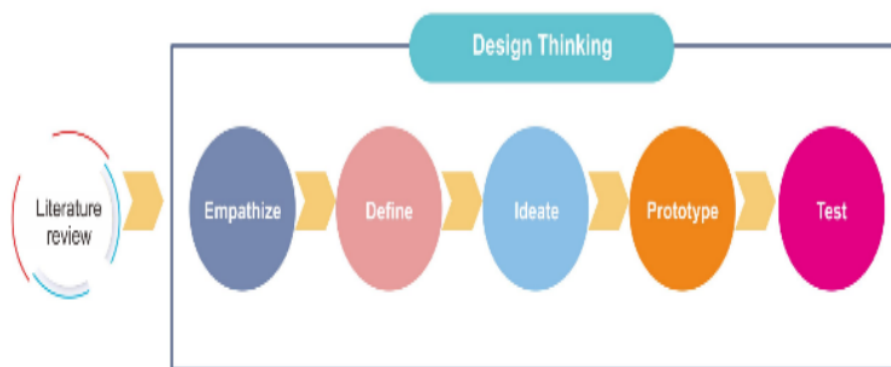 Design Thinking
Literature
review
Empathize
Define
Ideate
Prototype
Test